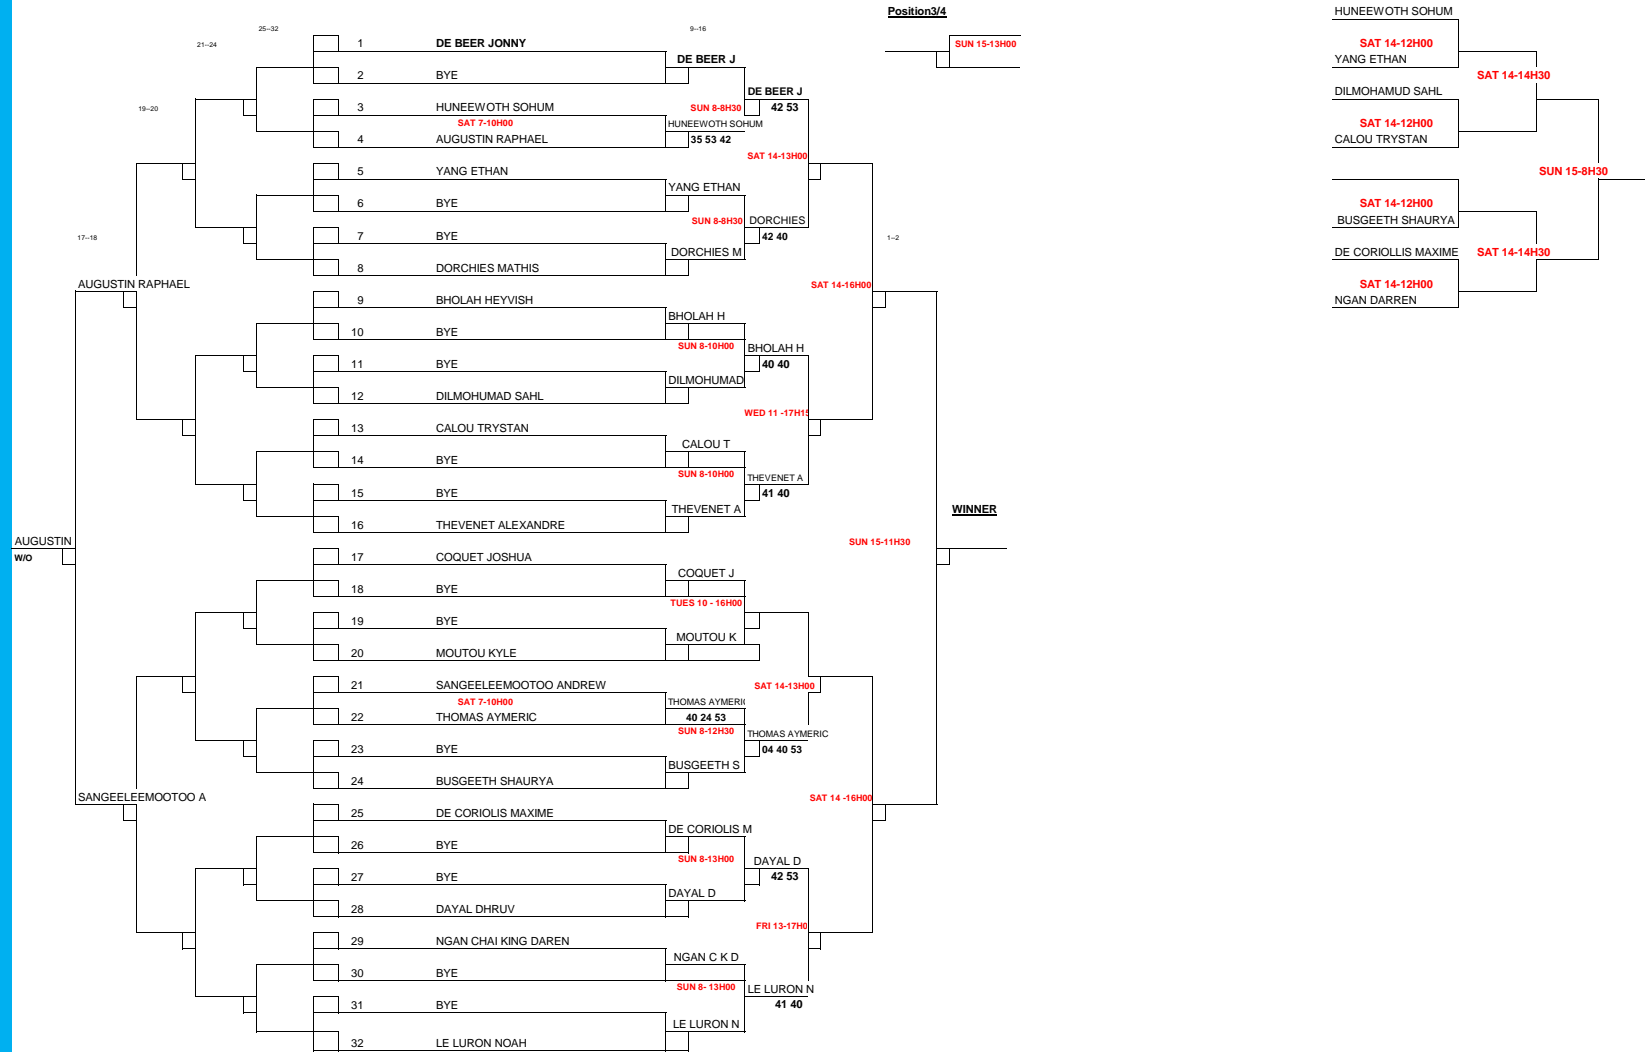 Position3/4
HUNEEWOTH SOHUM
25--32
9--16
21--24
1 DE BEER JONNY
SUN 15-13H00
SAT 14-12H00
DE BEER J
YANG ETHAN
2 BYE
SAT 14-14H30
DE BEER J
DILMOHAMUD SAHL
19--20
3 HUNEEWOTH SOHUM
SUN 8-8H30
42 53
SAT 7-10H00
HUNEEWOTH SOHUM
SAT 14-12H00
4 AUGUSTIN RAPHAEL
35 53 42
CALOU TRYSTAN
SAT 14-13H00
5 YANG ETHAN
SUN 15-8H30
YANG ETHAN
6 BYE
SAT 14-12H00
SUN 8-8H30
DORCHIES
BUSGEETH SHAURYA
17--18
7 BYE
42 40
1--2
DORCHIES M
DE CORIOLLIS MAXIME
SAT 14-14H30
8 DORCHIES MATHIS
AUGUSTIN RAPHAEL
SAT 14-16H00
SAT 14-12H00
9 BHOLAH HEYVISH
NGAN DARREN
BHOLAH H
10 BYE
SUN 8-10H00
BHOLAH H
11 BYE
40 40
DILMOHUMAD
12 DILMOHUMAD SAHL
WED 11 -17H15
13 CALOU TRYSTAN
CALOU T
14 BYE
SUN 8-10H00
THEVENET A
15 BYE
41 40
THEVENET A
WINNER
16 THEVENET ALEXANDRE
AUGUSTIN
SUN 15-11H30
W/O
17 COQUET JOSHUA
COQUET J
18 BYE
TUES 10 - 16H00
19 BYE
MOUTOU K
20 MOUTOU KYLE
21 SANGEELEEMOOTOO ANDREW
SAT 14-13H00
SAT 7-10H00
THOMAS AYMERIC
22 THOMAS AYMERIC
40 24 53
SUN 8-12H30
THOMAS AYMERIC
23 BYE
04 40 53
BUSGEETH S
24 BUSGEETH SHAURYA
SANGEELEEMOOTOO A
SAT 14 -16H00
25 DE CORIOLIS MAXIME
DE CORIOLIS M
26 BYE
SUN 8-13H00
DAYAL D
27 BYE
42 53
DAYAL D
28 DAYAL DHRUV
FRI 13-17H0
29 NGAN CHAI KING DAREN
NGAN C K D
30 BYE
SUN 8- 13H00
LE LURON N
31 BYE
41 40
LE LURON N
32 LE LURON NOAH